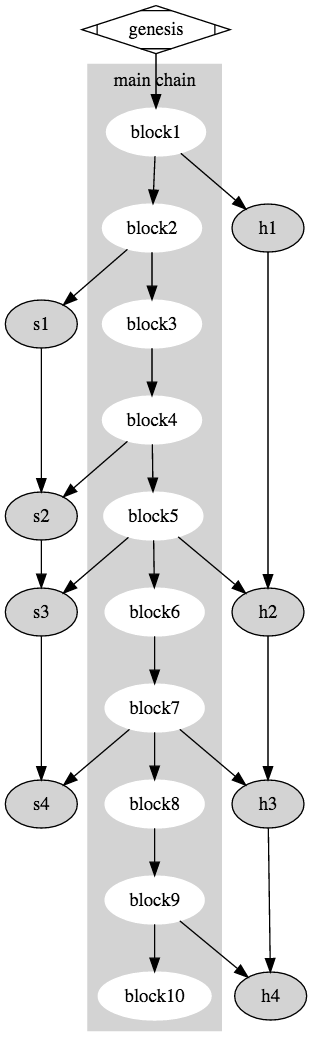 genesis
main chain
block1
block2
h1
s1
block3
block4
s2
block5
s3
block6
h2
block7
s4
block8
h3
block9
block10
h4